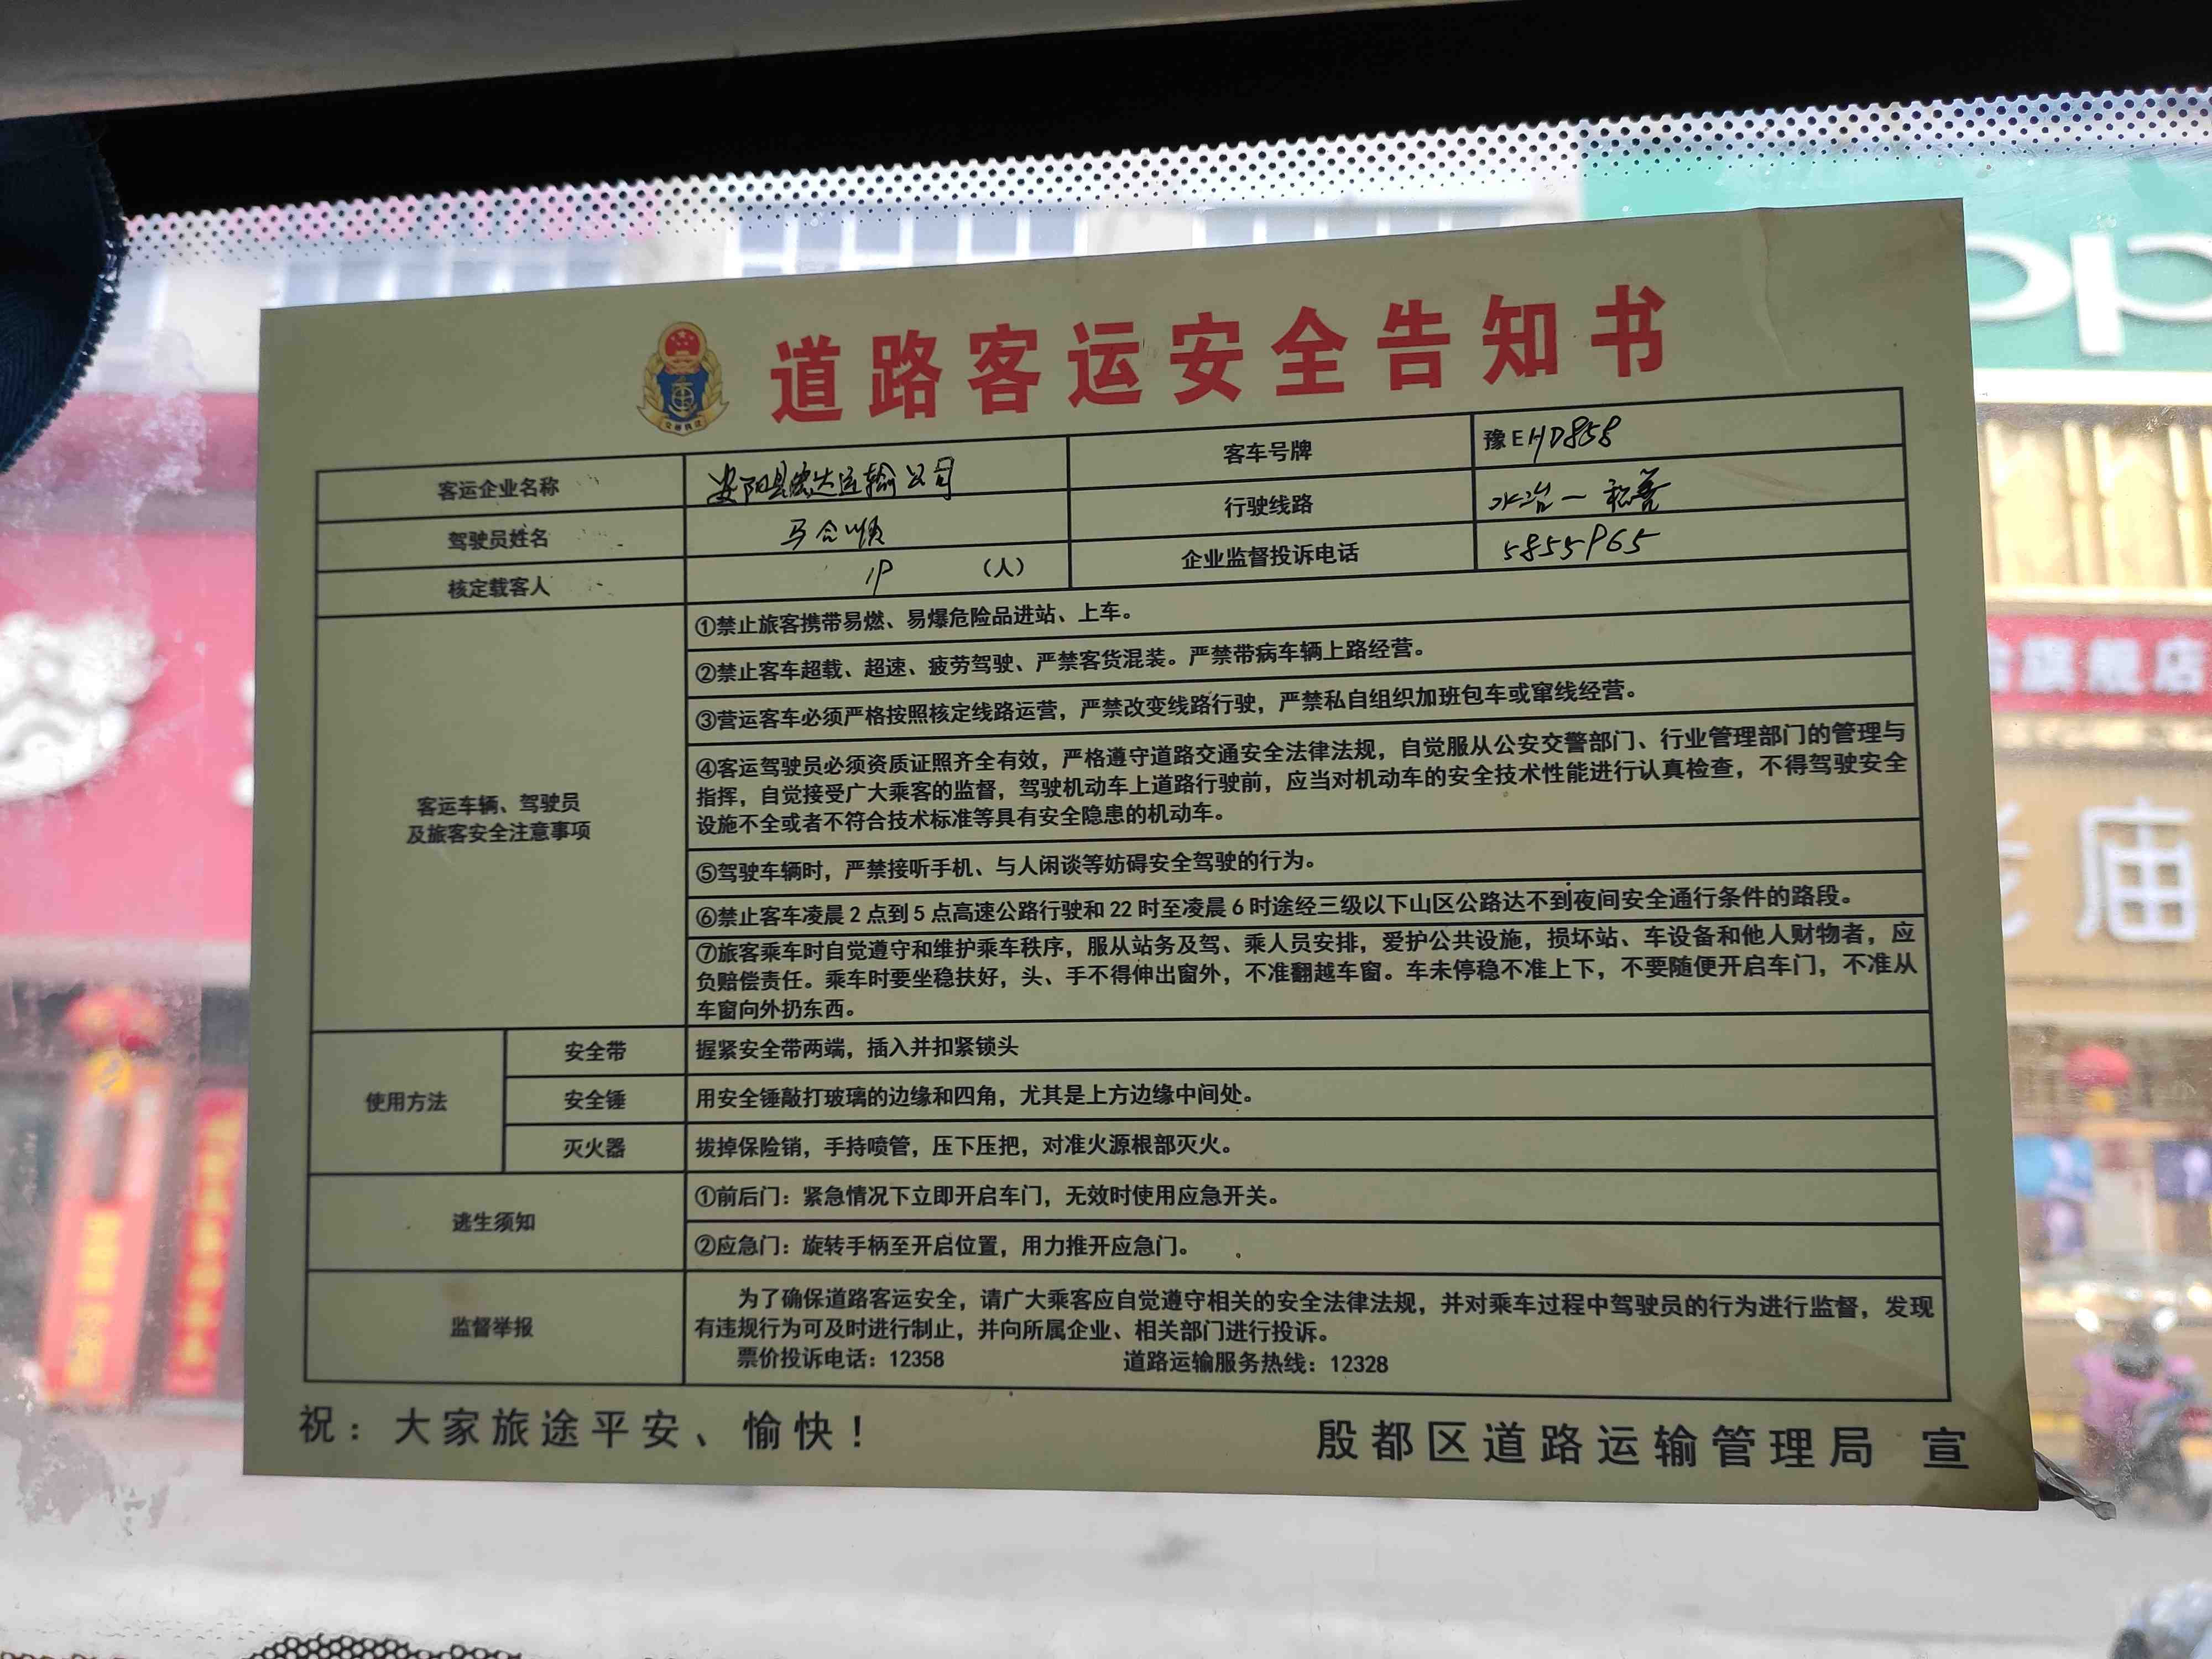 道路客运安全告知书
客运企业名称 安阳县宏达运输公司 客车号牌 豫EHD858
驾驶员姓名 马合顺 行驶线路 水冶一
核定载客人 19 （人） 企业监督投诉电话 5855965
客运车辆、驾驶员
及旅客安全注意事项
①禁止旅客携带易燃、易爆危险品进站、上车。
②禁止客车超载、超速、疲劳驾驶、严禁客货混装。严禁带病车辆上路经营。
③营运客车必须严格按照核定线路运营，严禁改变线路行驶，严禁私自组织加班包车或窜线经营。
④客运驾驶员必须资质证照齐全有效，严格遵守道路交通安全法律法规，自觉服从公安交警部门、行业管理部门的管理与
指挥，自觉接受广大乘客的监督，驾驶机动车上道路行驶前，应当对机动车的安全技术性能进行认真检查，不得驾驶安全
设施不全或者不符合技术标准等具有安全隐患的机动车。
⑤驾驶车辆时，严禁接听手机、与人闲谈等妨碍安全驾驶的行为。
⑥禁止客车凌晨2点到5点高速公路行驶和22时至凌晨6时途经三级以下山区公路达不到夜间安全通行条件的路段。
⑦旅客乘车时自觉遵守和维护乘车秩序，服从站务及驾、乘人员安排，爱护公共设施，损坏站、车设备和他人财物者，应
负赔偿责任。乘车时要坐稳扶好，头、手不得伸出窗外，不准翻越车窗。车未停稳不准上下，不要随便开启车门，不准从
车窗向外扔东西。
使用方法
安全带 握紧安全带两端，插入并扣紧锁头
安全锤 用安全锤敲打玻璃的边缘和四角，尤其是上方边缘中间处。
灭火器 拔掉保险销，手持喷管，压下压把，对准火源根部灭火。
逃生须知
①前后门：紧急情况下立即开启车门，无效时使用应急开关。
②应急门：旋转手柄至开启位置，用力推开应急门。
监督举报
为了确保道路客运安全，请广大乘客应自觉遵守相关的安全法律法规，并对乘车过程中驾驶员的行为进行监督，发现
有违规行为可及时进行制止，并向所属企业、相关部门进行投诉。
票价投诉电话：12358 道路运输服务热线：12328
祝：大家旅途平安、愉快！ 殷都区道路运输管理局 宣
旗舰店
庙